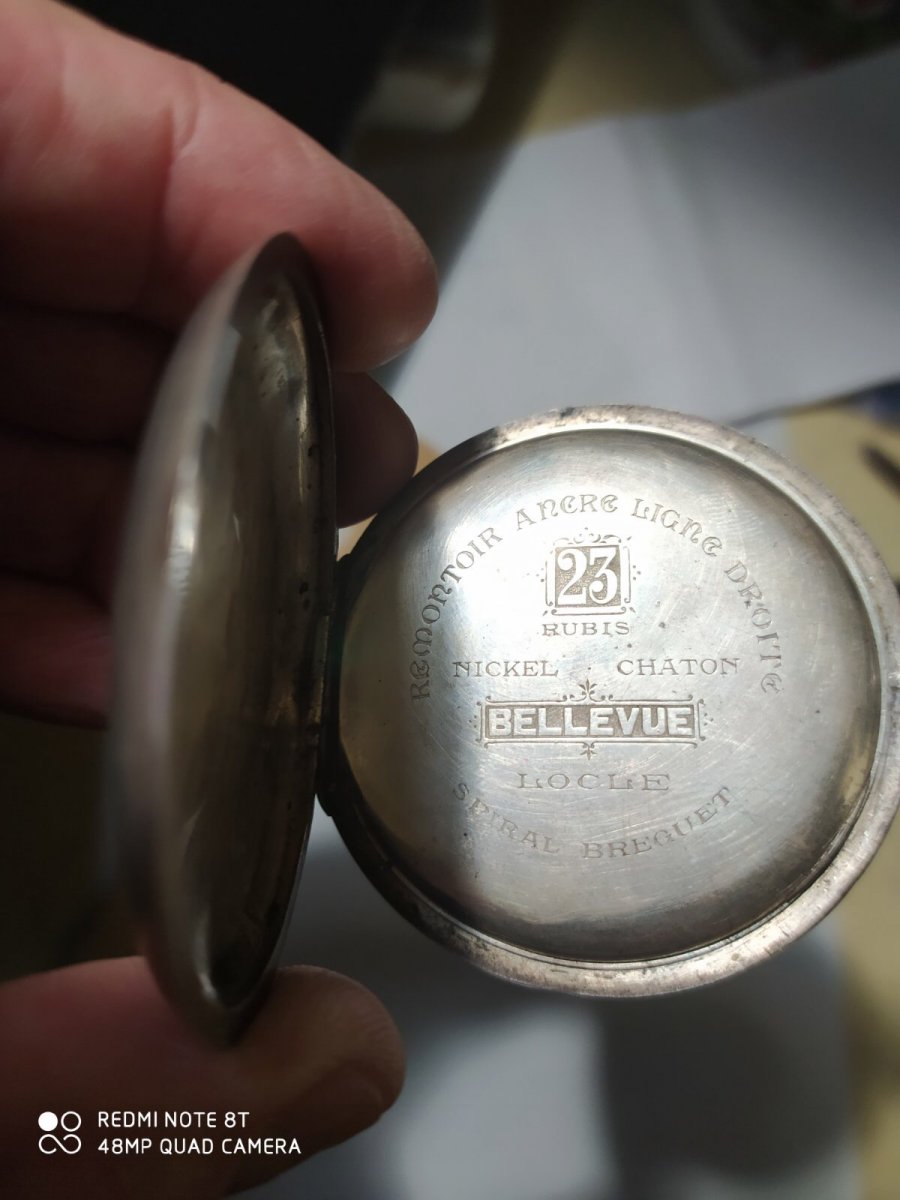 REMONTOIR ANCRE LIGNE DROITE
23
RUBIS
NICKEL CHATON
BELLEVUE
LOCLE
SPIRAL BREGUET
REDMI NOTE 8T
48MP QUAD CAMERA